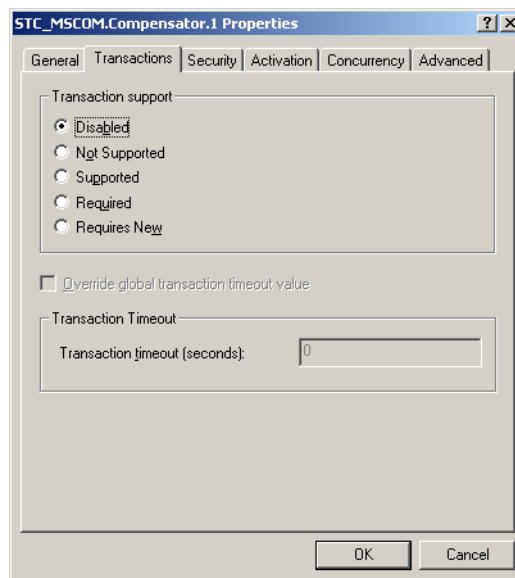 STC_MSCOM.Compensator.1 Properties
General Transactions Security Activation Concurrency Advanced
Transaction support
Disabled
Not Supported
Supported
Required
Requires New
Override global transaction timeout value
Transaction Timeout
Transaction timeout (seconds): 0
OK Cancel